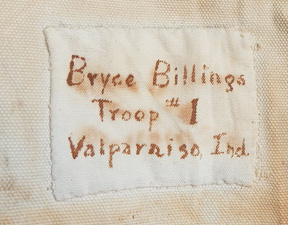 Bryce Billings
Troop # 1
Valparaiso, Ind.